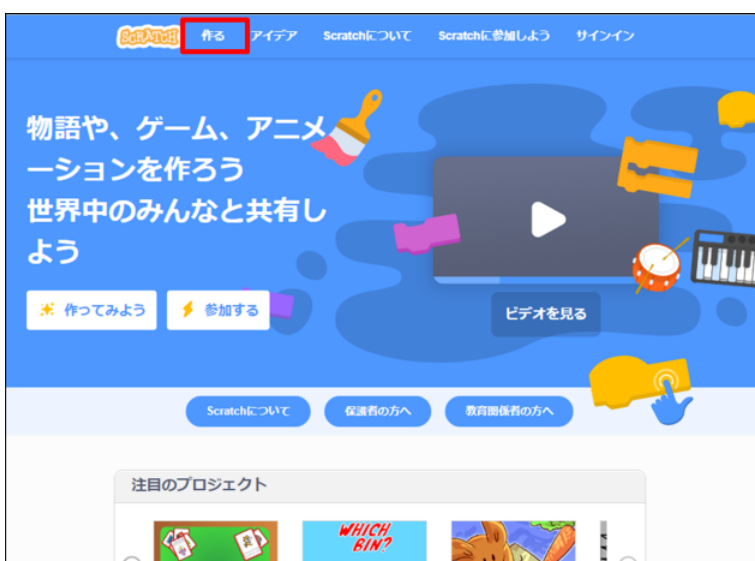 SCRATCH 作る アイデア Scratchについて Scratchに参加しよう サインイン
物語や、ゲーム、アニメ
ーションを作ろう
世界中のみんなと共有し
よう
作ってみよう 参加する
ビデオを見る
Scratchについて 保護者の方へ 教育関係者の方へ
注目のプロジェクト
WHICH
BIN?